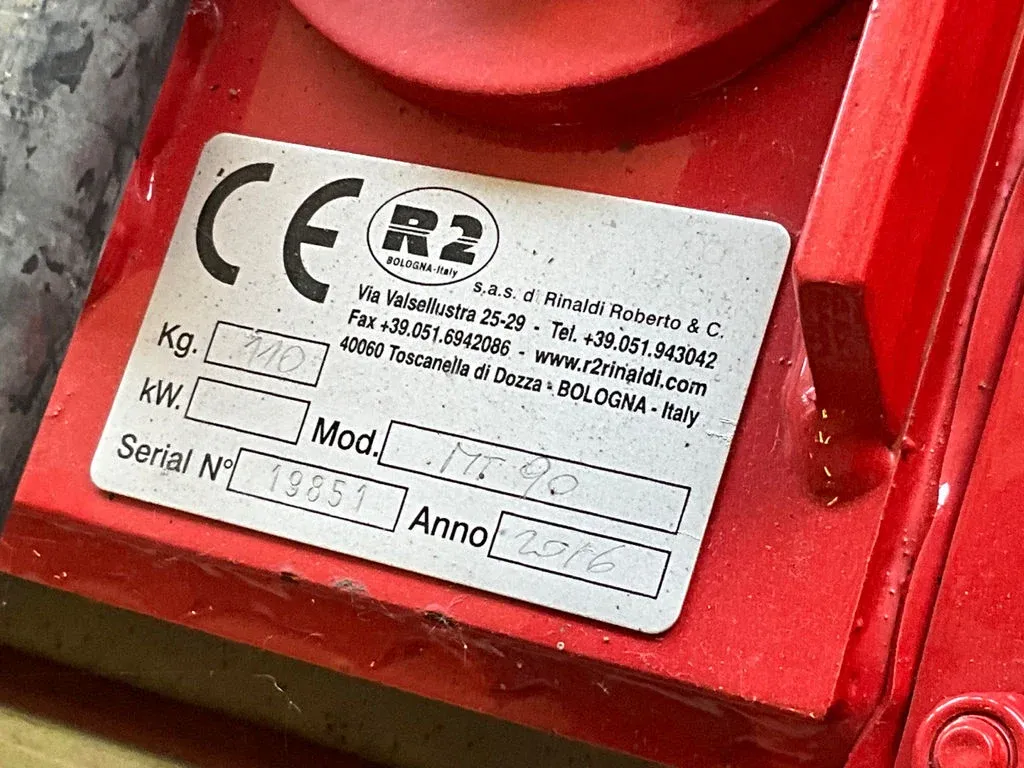 CE
R2
BOLOGNA-Italy
s.a.s. di Rinaldi Roberto & C.
Via Valsellustra 25-29 - Tel. +39.051.943042
Fax +39.051.6942086 - www.r2rinaldi.com
40060 Toscanella di Dozza - BOLOGNA - Italy
Kg. 110
kW.
Mod. MT 90
Serial N° 19851
Anno 2016